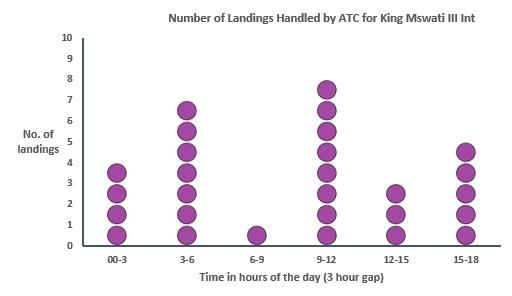 Number of Landings Handled by ATC for King Mswati III Int
10
9
8
7
6
5
4
3
2
1
0
No. of
landings
00-3 3-6 6-9 9-12 12-15 15-18
Time in hours of the day (3 hour gap)